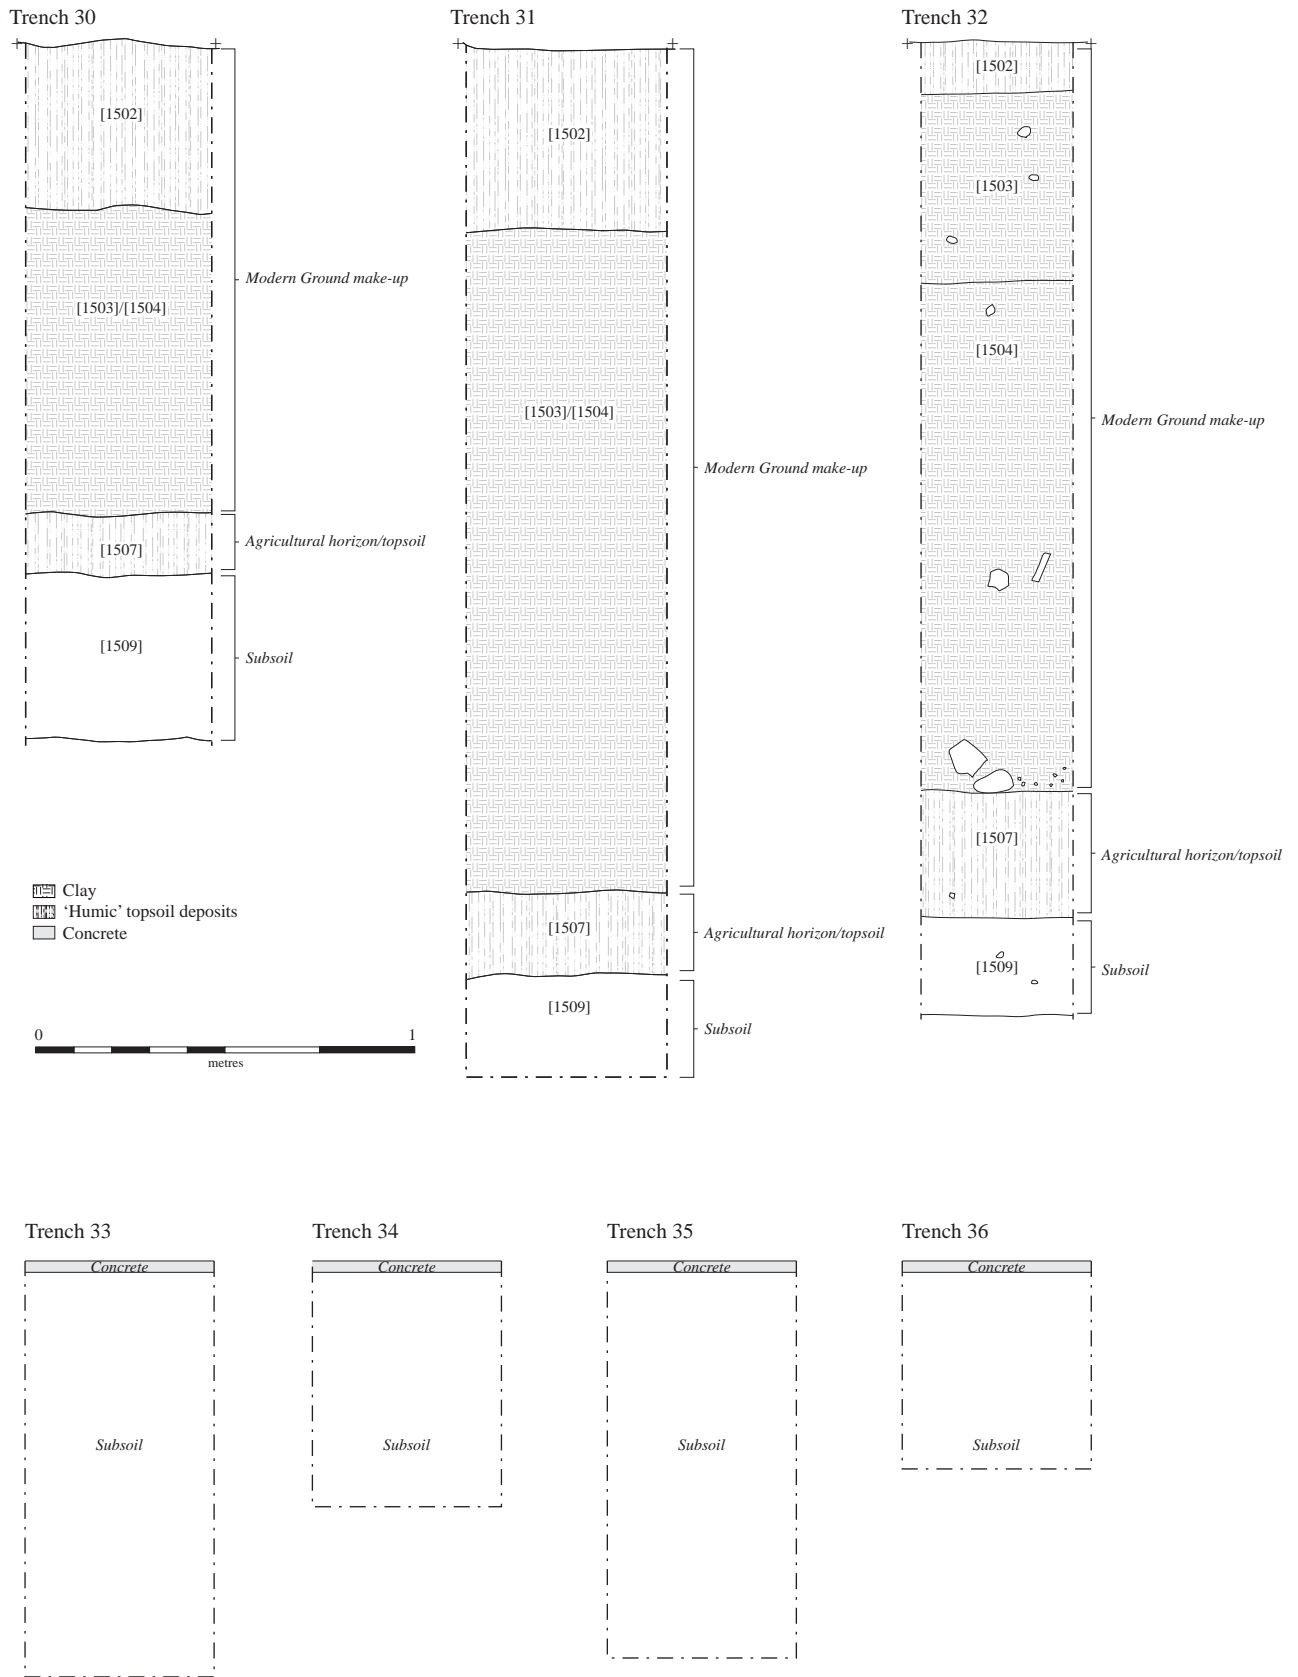 Trench 30
[1502]
[1503]/[1504]
Modern Ground make-up
[1507]
Agricultural horizon/topsoil
[1509]
Subsoil
Trench 31
[1502]
[1503]/[1504]
Modern Ground make-up
[1507]
Agricultural horizon/topsoil
[1509]
Subsoil
Trench 32
[1502]
[1503]
[1504]
Modern Ground make-up
[1507]
Agricultural horizon/topsoil
[1509]
Subsoil
Clay
‘Humic’ topsoil deposits
Concrete
0 1
metres
Trench 33
Concrete
Subsoil
Trench 34
Concrete
Subsoil
Trench 35
Concrete
Subsoil
Trench 36
Concrete
Subsoil